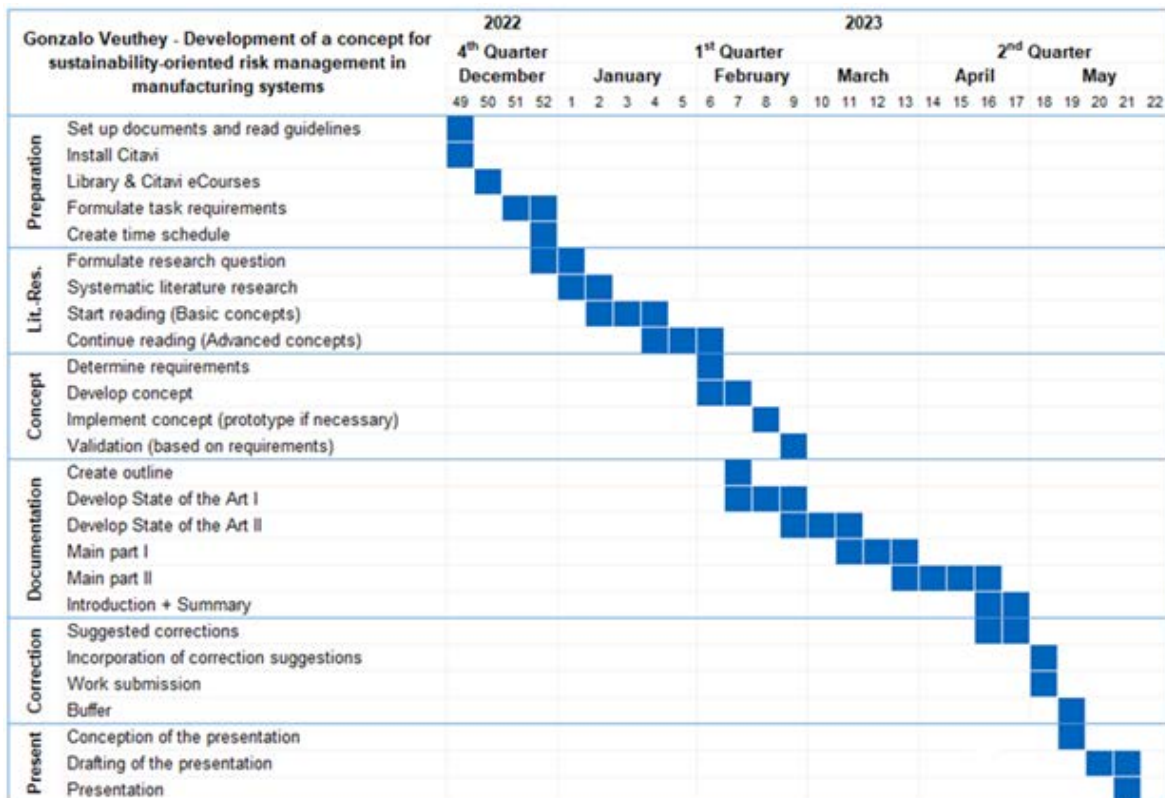 Gonzalo Veuthey - Development of a concept for
sustainability-oriented risk management in
manufacturing systems
2022 2023
4th Quarter 1st Quarter 2nd Quarter
December January February March April May
49 50 51 52 1 2 3 4 5 6 7 8 9 10 11 12 13 14 15 16 17 18 19 20 21 22
Preparation
Set up documents and read guidelines
Install Citavi
Library & Citavi eCourses
Formulate task requirements
Create time schedule
Lit.-Res.
Formulate research question
Systematic literature research
Start reading (Basic concepts)
Continue reading (Advanced concepts)
Concept
Determine requirements
Develop concept
Implement concept (prototype if necessary)
Validation (based on requirements)
Documentation
Create outline
Develop State of the Art I
Develop State of the Art II
Main part I
Main part II
Introduction + Summary
Correction
Suggested corrections
Incorporation of correction suggestions
Work submission
Buffer
Present
Conception of the presentation
Drafting of the presentation
Presentation